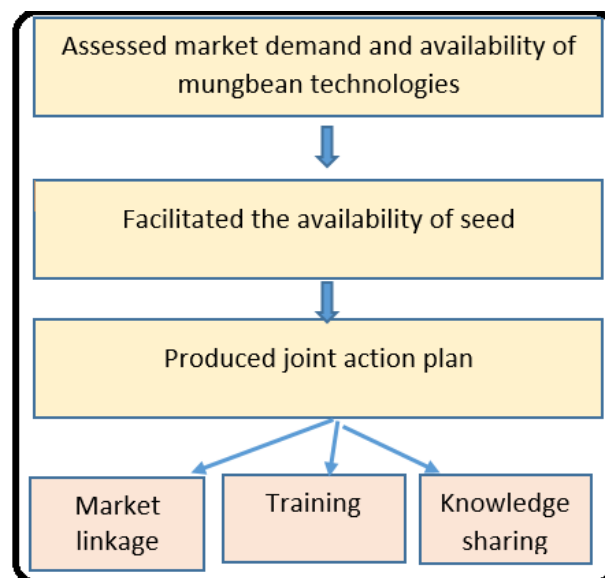 Assessed market demand and availability of
mungbean technologies
Facilitated the availability of seed
Produced joint action plan
Market
linkage
Training
Knowledge
sharing